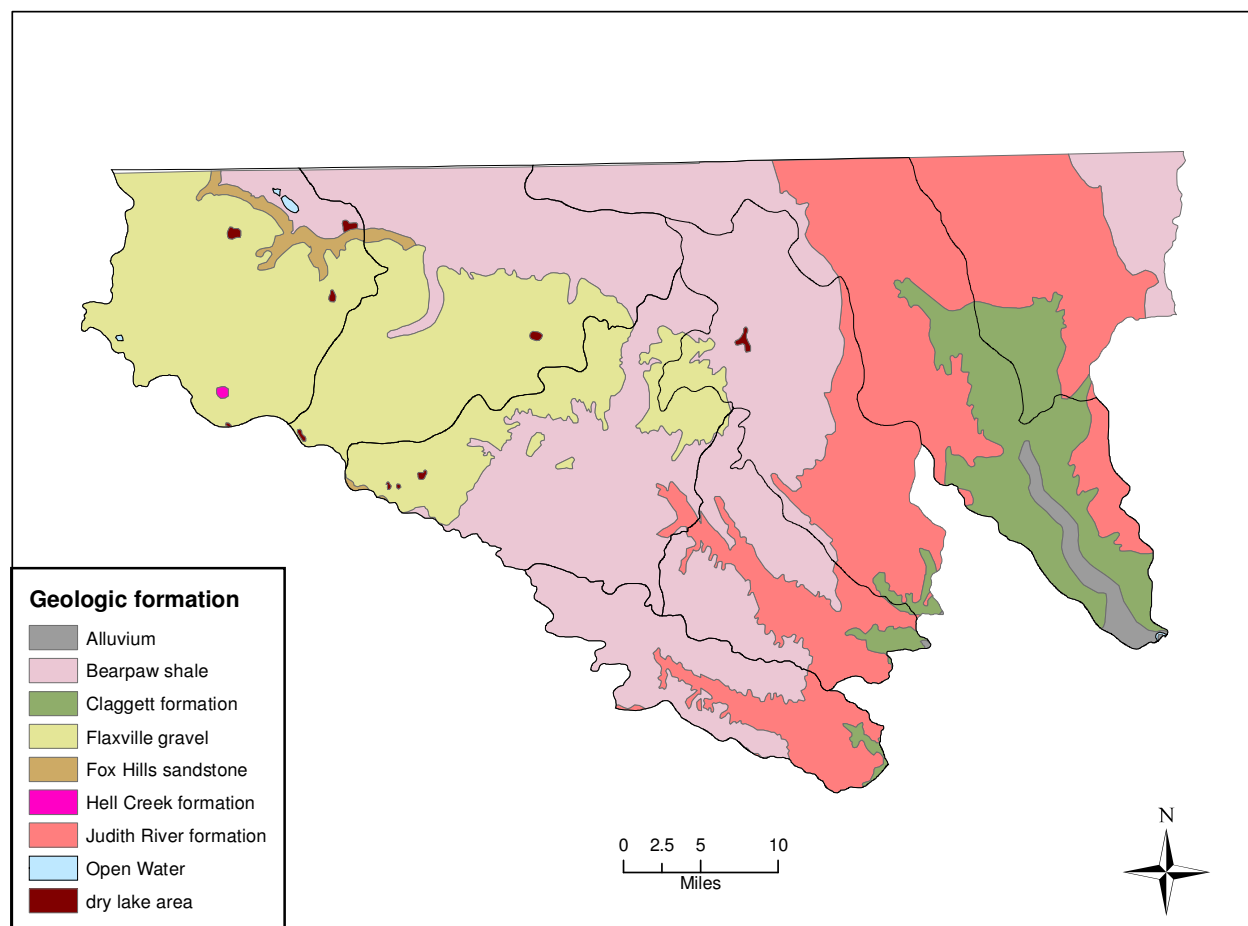 Geologic formation
Alluvium
Bearpaw shale
Claggett formation
Flaxville gravel
Fox Hills sandstone
Hell Creek formation
Judith River formation
Open Water
dry lake area
0 2.5 5 10
Miles
N